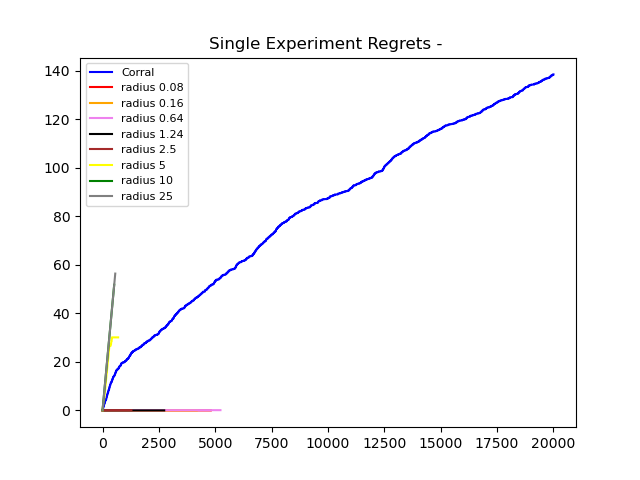 Single Experiment Regrets -
140
120
100
80
60
40
20
0
Corral
radius 0.08
radius 0.16
radius 0.64
radius 1.24
radius 2.5
radius 5
radius 10
radius 25
0 2500 5000 7500 10000 12500 15000 17500 20000